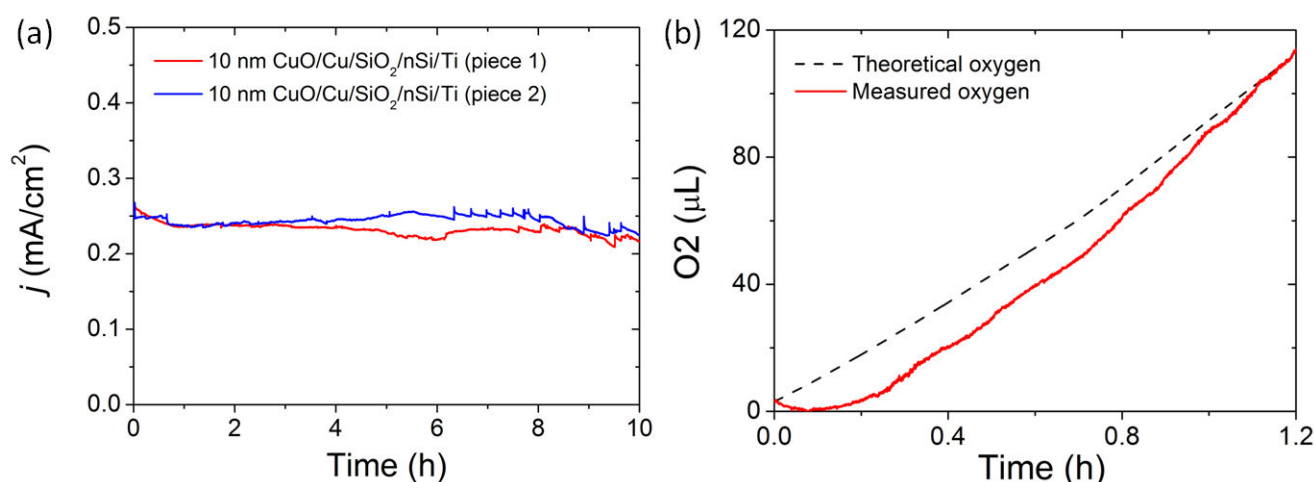 (a)
0.5
0.4
0.3
0.2
0.1
0.0
j (mA/cm²)
10 nm CuO/Cu/SiO₂/nSi/Ti (piece 1)
10 nm CuO/Cu/SiO₂/nSi/Ti (piece 2)
0 2 4 6 8 10
Time (h)
(b)
120
80
40
0
O2 (μL)
Theoretical oxygen
Measured oxygen
0.0 0.4 0.8 1.2
Time (h)